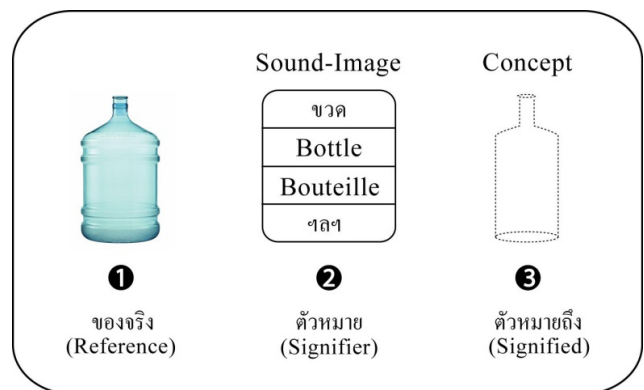 Sound-Image
Concept
ขวด
Bottle
Bouteille
ฯลฯ
❶
❷
❸
ของจริง
(Reference)
ตัวหมาย
(Signifier)
ตัวหมายถึง
(Signified)